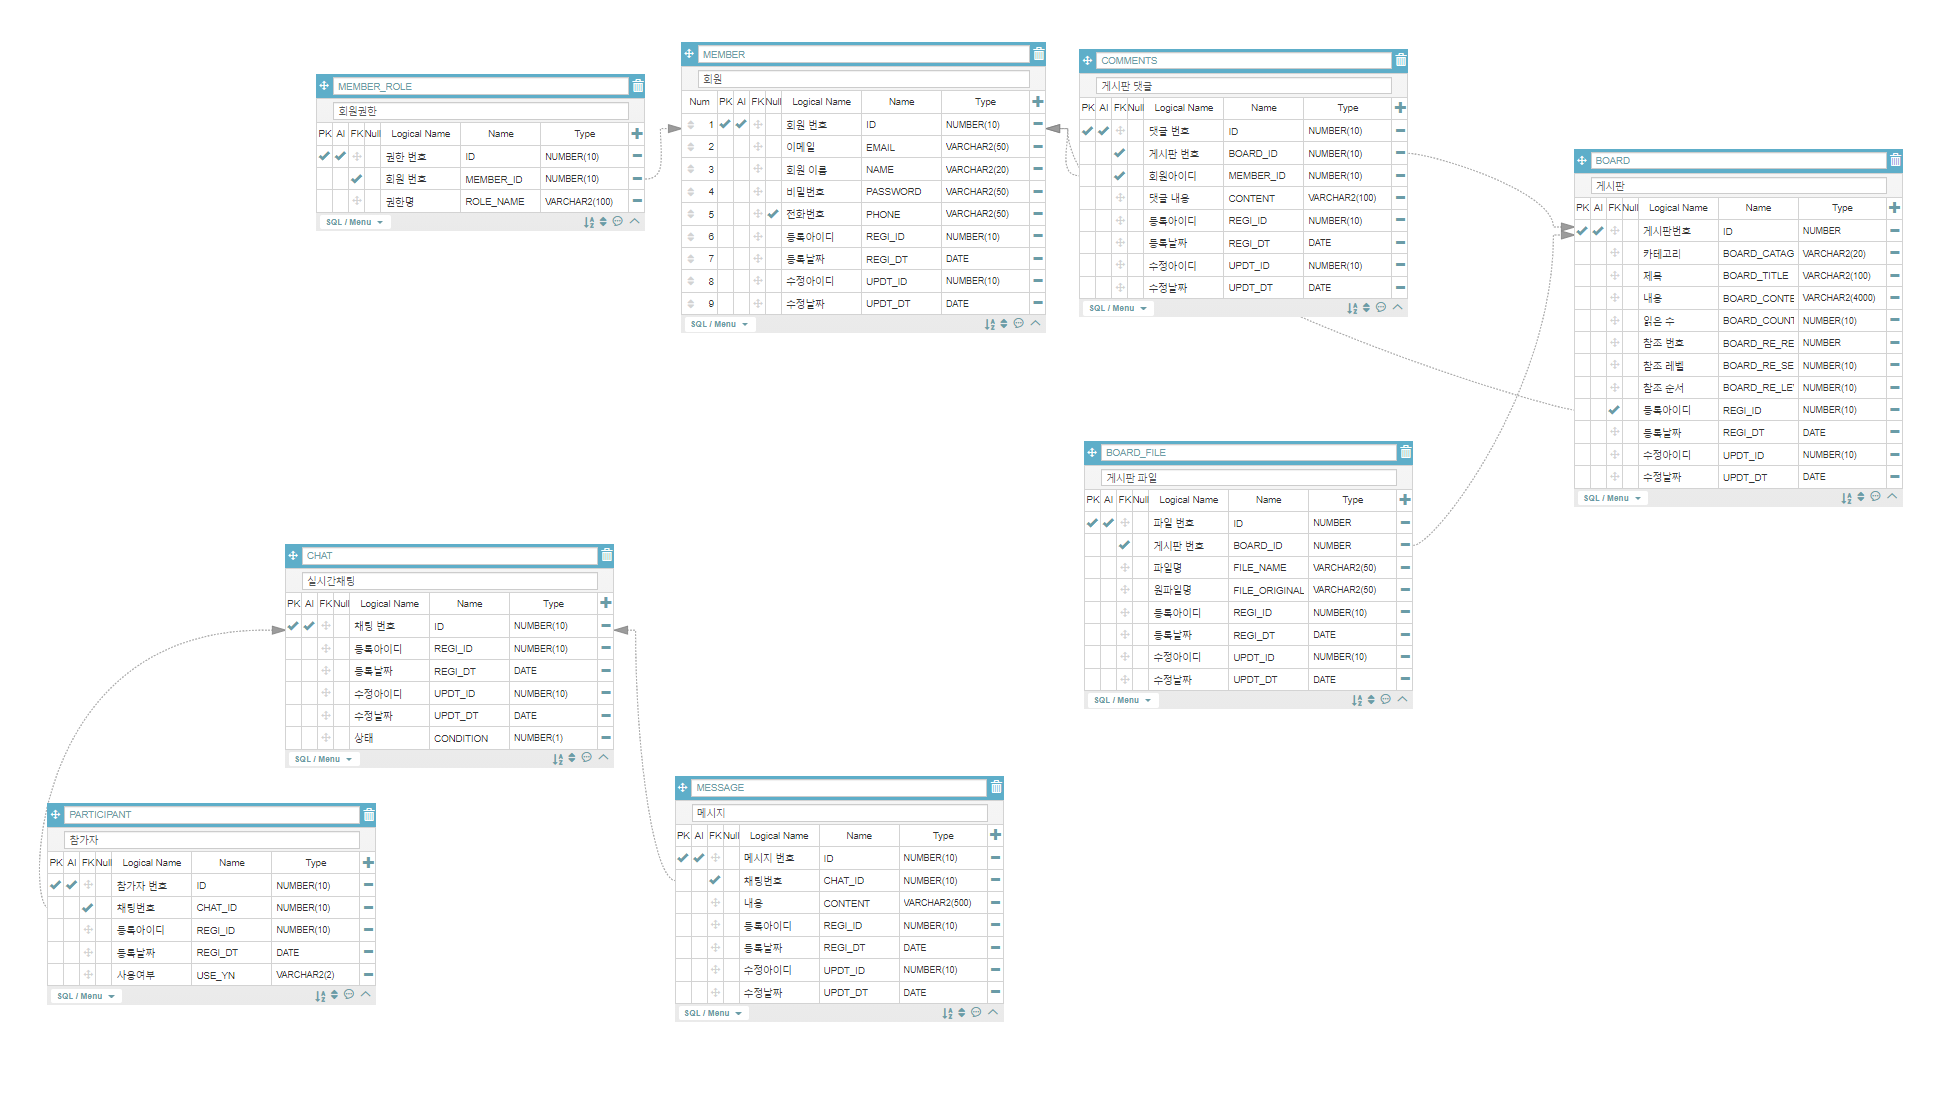 MEMBER_ROLE
회원권한
PK AI FK Null Logical Name Name Type
권한 번호 ID NUMBER(10)
회원 번호 MEMBER_ID NUMBER(10)
권한명 ROLE_NAME VARCHAR2(100)
SQL / Menu
MEMBER
회원
Num PK AI FK Null Logical Name Name Type
1 회원 번호 ID NUMBER(10)
2 이메일 EMAIL VARCHAR2(50)
3 회원 이름 NAME VARCHAR2(20)
4 비밀번호 PASSWORD VARCHAR2(50)
5 전화번호 PHONE VARCHAR2(50)
6 등록아이디 REGI_ID NUMBER(10)
7 등록날짜 REGI_DT DATE
8 수정아이디 UPDT_ID NUMBER(10)
9 수정날짜 UPDT_DT DATE
SQL / Menu
COMMENTS
게시판 댓글
PK AI FK Null Logical Name Name Type
댓글 번호 ID NUMBER(10)
게시판 번호 BOARD_ID NUMBER(10)
회원아이디 MEMBER_ID NUMBER(10)
댓글 내용 CONTENT VARCHAR2(100)
등록아이디 REGI_ID NUMBER(10)
등록날짜 REGI_DT DATE
수정아이디 UPDT_ID NUMBER(10)
수정날짜 UPDT_DT DATE
SQL / Menu
BOARD
게시판
PK AI FK Null Logical Name Name Type
게시판번호 ID NUMBER
카테고리 BOARD_CATAG VARCHAR2(20)
제목 BOARD_TITLE VARCHAR2(100)
내용 BOARD_CONTE VARCHAR2(4000)
읽은 수 BOARD_COUNT NUMBER(10)
참조 번호 BOARD_RE_RE NUMBER
참조 레벨 BOARD_RE_SE NUMBER(10)
참조 순서 BOARD_RE_LE NUMBER(10)
등록아이디 REGI_ID NUMBER(10)
등록날짜 REGI_DT DATE
수정아이디 UPDT_ID NUMBER(10)
수정날짜 UPDT_DT DATE
SQL / Menu
BOARD_FILE
게시판 파일
PK AI FK Null Logical Name Name Type
파일 번호 ID NUMBER
게시판 번호 BOARD_ID NUMBER
파일명 FILE_NAME VARCHAR2(50)
원파일명 FILE_ORIGINAL VARCHAR2(50)
등록아이디 REGI_ID NUMBER(10)
등록날짜 REGI_DT DATE
수정아이디 UPDT_ID NUMBER(10)
수정날짜 UPDT_DT DATE
SQL / Menu
CHAT
실시간채팅
PK AI FK Null Logical Name Name Type
채팅 번호 ID NUMBER(10)
등록아이디 REGI_ID NUMBER(10)
등록날짜 REGI_DT DATE
수정아이디 UPDT_ID NUMBER(10)
수정날짜 UPDT_DT DATE
상태 CONDITION NUMBER(1)
SQL / Menu
PARTICIPANT
참가자
PK AI FK Null Logical Name Name Type
참가자 번호 ID NUMBER(10)
채팅번호 CHAT_ID NUMBER(10)
등록아이디 REGI_ID NUMBER(10)
등록날짜 REGI_DT DATE
사용여부 USE_YN VARCHAR2(2)
SQL / Menu
MESSAGE
메시지
PK AI FK Null Logical Name Name Type
메시지 번호 ID NUMBER(10)
채팅번호 CHAT_ID NUMBER(10)
내용 CONTENT VARCHAR2(500)
등록아이디 REGI_ID NUMBER(10)
등록날짜 REGI_DT DATE
수정아이디 UPDT_ID NUMBER(10)
수정날짜 UPDT_DT DATE
SQL / Menu